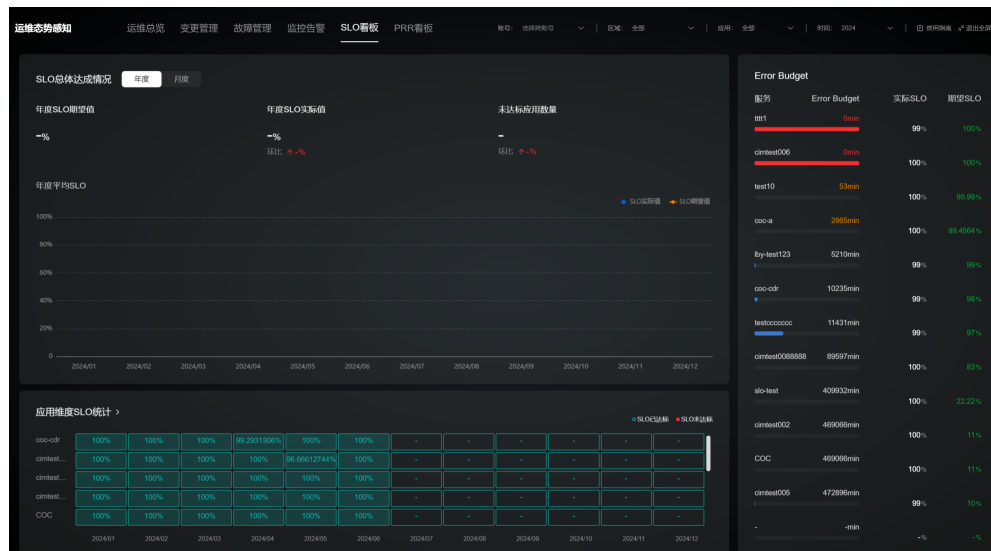 运维态势感知 运维总览 变更管理 故障管理 监控告警 SLO看板 PRR看板 账号: 选择跨账号 区域: 全部 应用: 全部 时间: 2024 使用指南 退出全屏
SLO总体达成情况 年度 月度
年度SLO期望值 年度SLO实际值 未达标应用数量
-% -% -
环比 ↑ -% 环比 ↑ -%
年度平均SLO
SLO实际值 SLO期望值
100%
80%
60%
40%
20%
0
2024/01 2024/02 2024/03 2024/04 2024/05 2024/06 2024/07 2024/08 2024/09 2024/10 2024/11 2024/12
应用维度SLO统计 >
SLO已达标 SLO未达标
coc-cdr 100% 100% 100% 99.2931306% 100% 100% - - - - - -
cimtest... 100% 100% 100% 100% 96.66612744% 100% - - - - - -
cimtest... 100% 100% 100% 100% 100% 100% - - - - - -
cimtest... 100% 100% 100% 100% 100% 100% - - - - - -
COC 100% 100% 100% 100% 100% 100% - - - - - -
2024/01 2024/02 2024/03 2024/04 2024/05 2024/06 2024/07 2024/08 2024/09 2024/10 2024/11 2024/12
Error Budget
服务 Error Budget 实际SLO 期望SLO
tttt1 0min 99% 100%
cimtest006 0min 100% 100%
test10 53min 100% 99.99%
coc-a 2865min 100% 99.4564%
lby-test123 5210min 99% 99%
coc-cdr 10235min 99% 98%
testccccccc 11431min 99% 97%
cimtest0088888 89597min 100% 83%
slo-test 409932min 100% 22.22%
cimtest002 469066min 100% 11%
COC 469066min 100% 11%
cimtest005 472896min 99% 10%
- -min -% -%